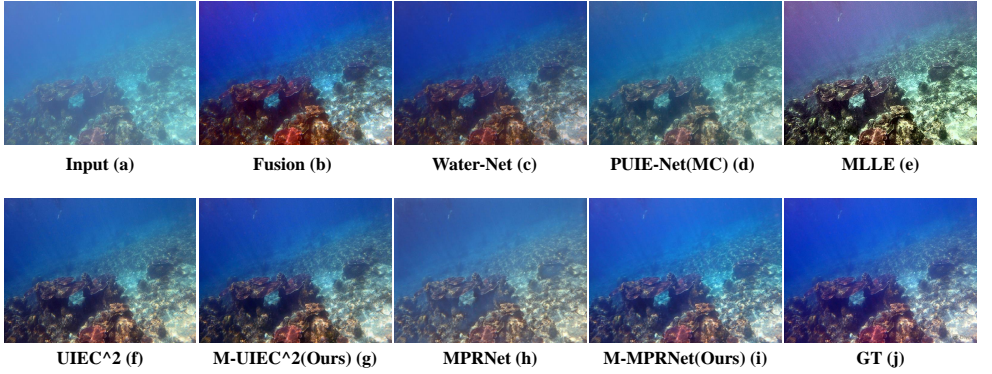 Input (a)
Fusion (b)
Water-Net (c)
PUIE-Net(MC) (d)
MLLE (e)
UIEC^2 (f)
M-UIEC^2(Ours) (g)
MPRNet (h)
M-MPRNet(Ours) (i)
GT (j)